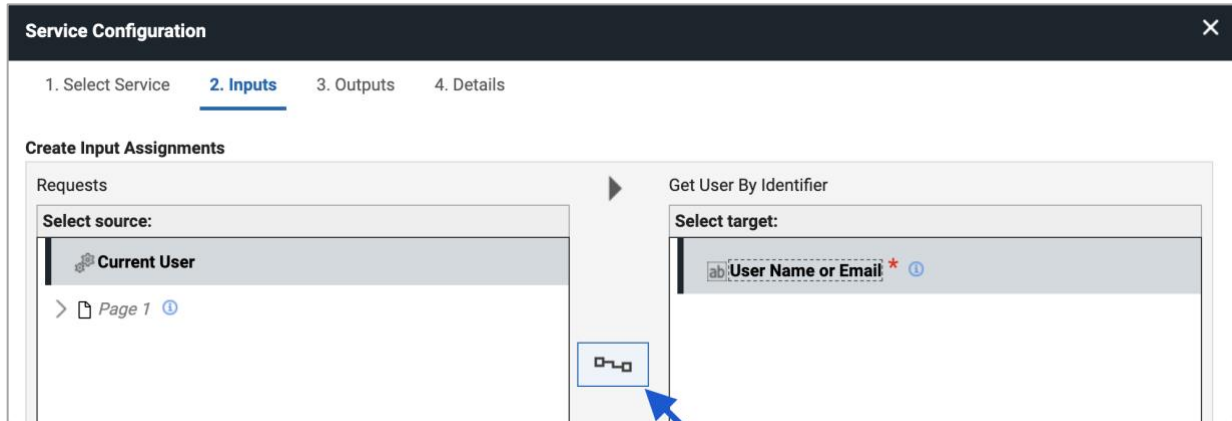 Service Configuration
1. Select Service 2. Inputs 3. Outputs 4. Details
Create Input Assignments
Requests
Get User By Identifier
Select source:
Select target:
Current User
ab User Name or Email *
Page 1